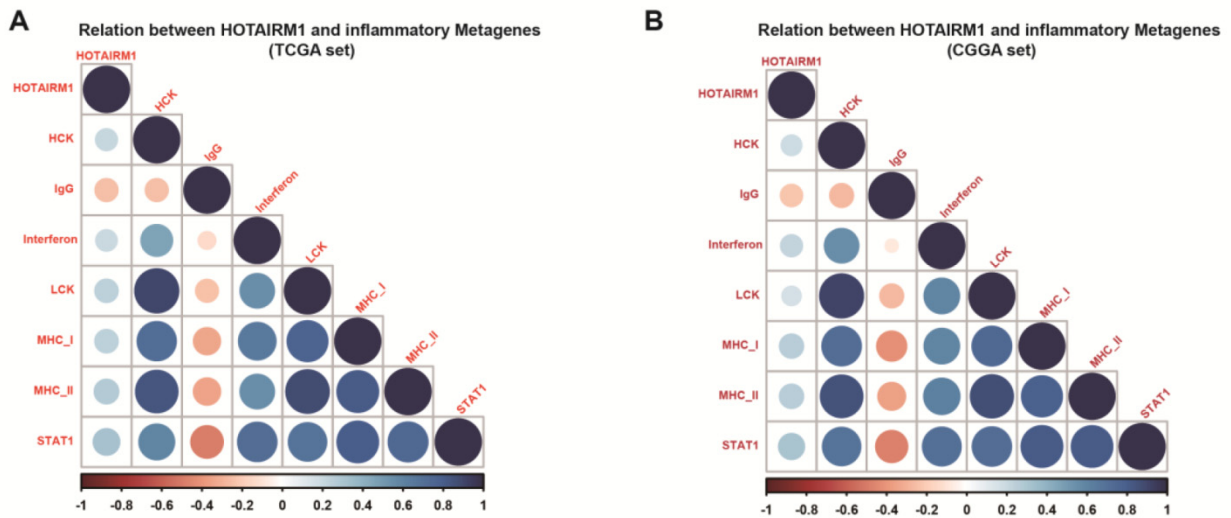 A
Relation between HOTAIRM1 and inflammatory Metagenes
(TCGA set)
HOTAIRM1
HOTAIRM1
HCK
HCK
IgG
IgG
Interferon
Interferon
LCK
LCK
MHC_I
MHC_I
MHC_II
MHC_II
STAT1
STAT1
-1 -0.8 -0.6 -0.4 -0.2 0 0.2 0.4 0.6 0.8 1
B
Relation between HOTAIRM1 and inflammatory Metagenes
(CGGA set)
HOTAIRM1
HOTAIRM1
HCK
HCK
IgG
IgG
Interferon
Interferon
LCK
LCK
MHC_I
MHC_I
MHC_II
MHC_II
STAT1
STAT1
-1 -0.8 -0.6 -0.4 -0.2 0 0.2 0.4 0.6 0.8 1